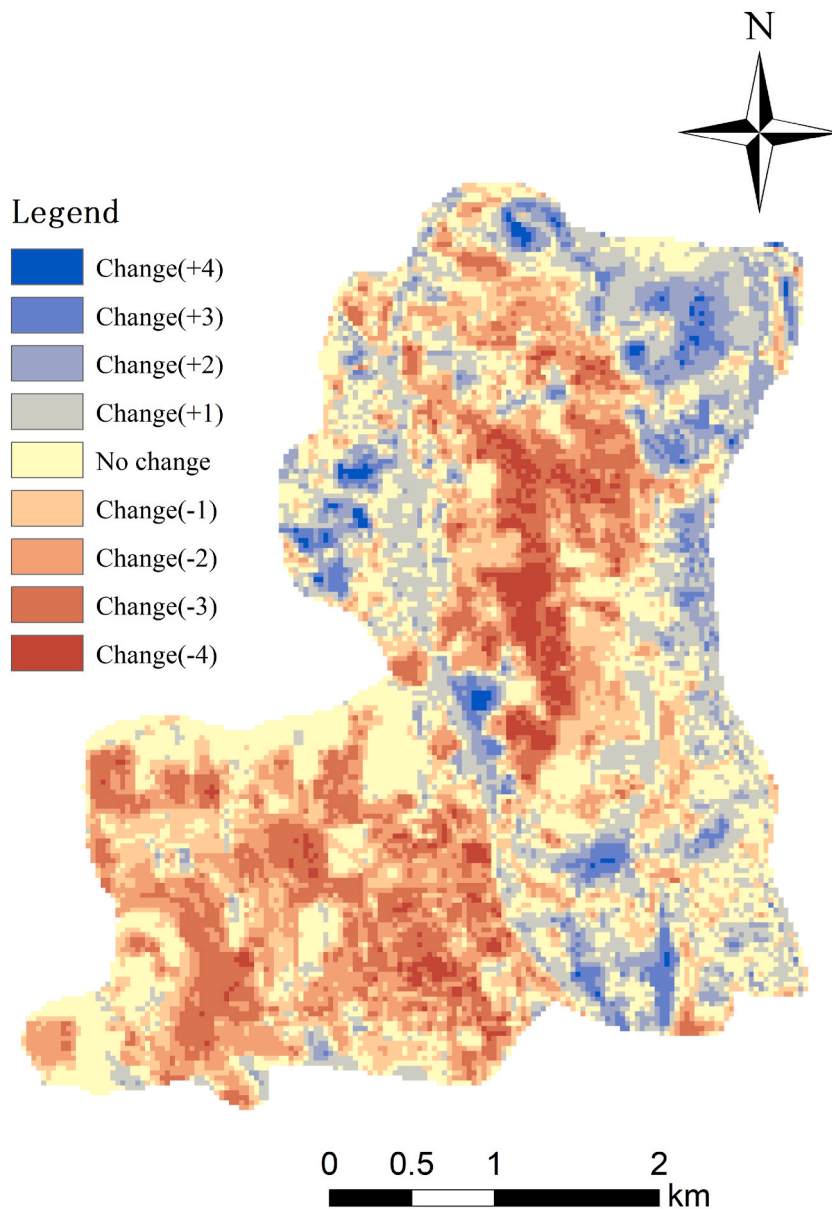 N
Legend
Change(+4)
Change(+3)
Change(+2)
Change(+1)
No change
Change(-1)
Change(-2)
Change(-3)
Change(-4)
0 0.5 1 2
km